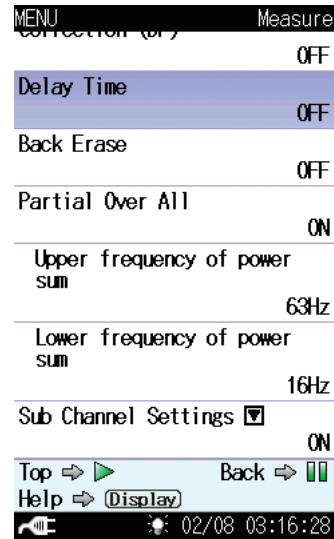 MENU Measure
Correction (DF)
OFF
Delay Time
OFF
Back Erase
OFF
Partial Over All
ON
Upper frequency of power
sum
63Hz
Lower frequency of power
sum
16Hz
Sub Channel Settings ▼
ON
Top ⇨ ▷ Back ⇨
Help ⇨ Display
02/08 03:16:28